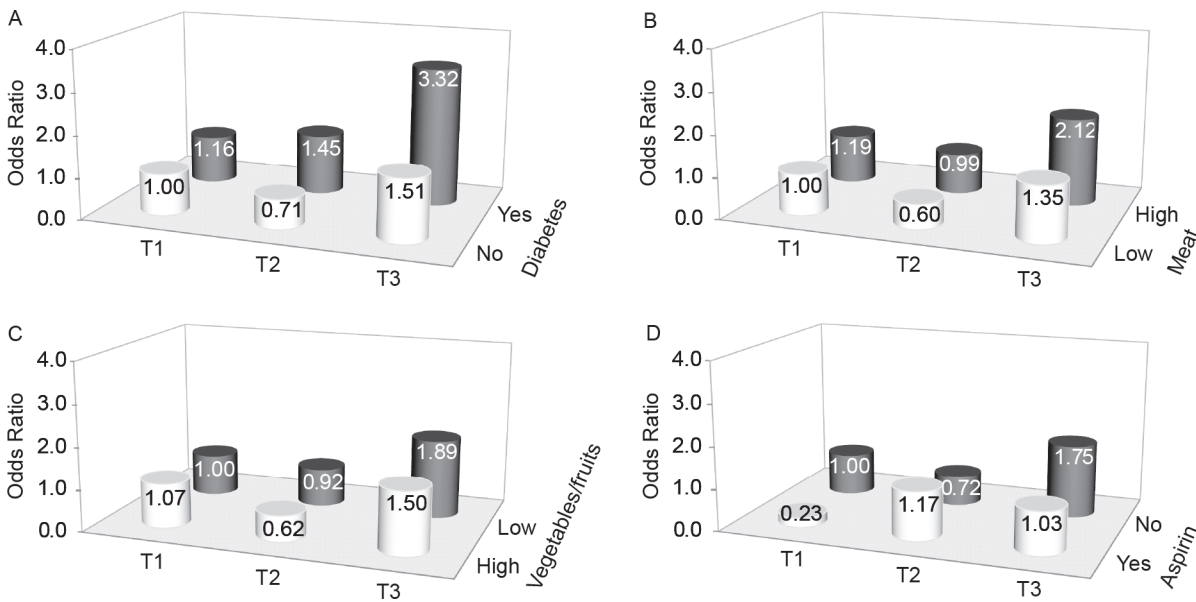 A
4.0
3.0
2.0
1.0
0.0
Odds Ratio
1.16
1.45
3.32
1.00
0.71
1.51
T1
T2
T3
Yes
No
Diabetes
B
4.0
3.0
2.0
1.0
0.0
Odds Ratio
1.19
0.99
2.12
1.00
0.60
1.35
T1
T2
T3
High
Low
Meat
C
4.0
3.0
2.0
1.0
0.0
Odds Ratio
1.00
0.92
1.89
1.07
0.62
1.50
T1
T2
T3
Low
High
Vegetables/fruits
D
4.0
3.0
2.0
1.0
0.0
Odds Ratio
1.00
0.72
1.75
0.23
1.17
1.03
T1
T2
T3
No
Yes
Aspirin